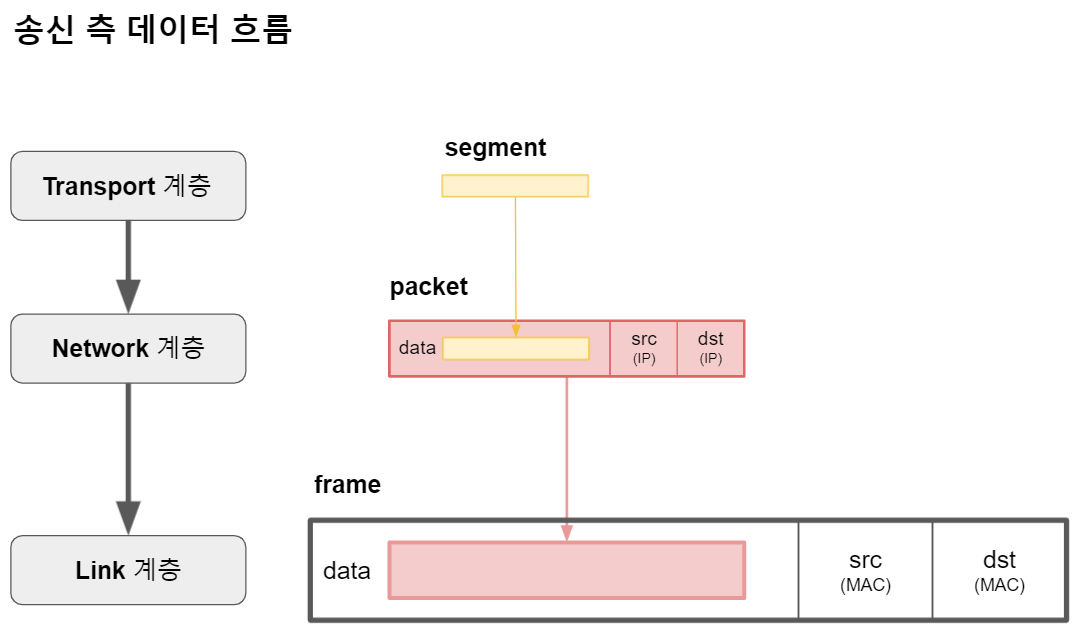 송신 측 데이터 흐름
segment
Transport 계층
packet
Network 계층
data
src
(IP)
dst
(IP)
frame
Link 계층
data
src
(MAC)
dst
(MAC)